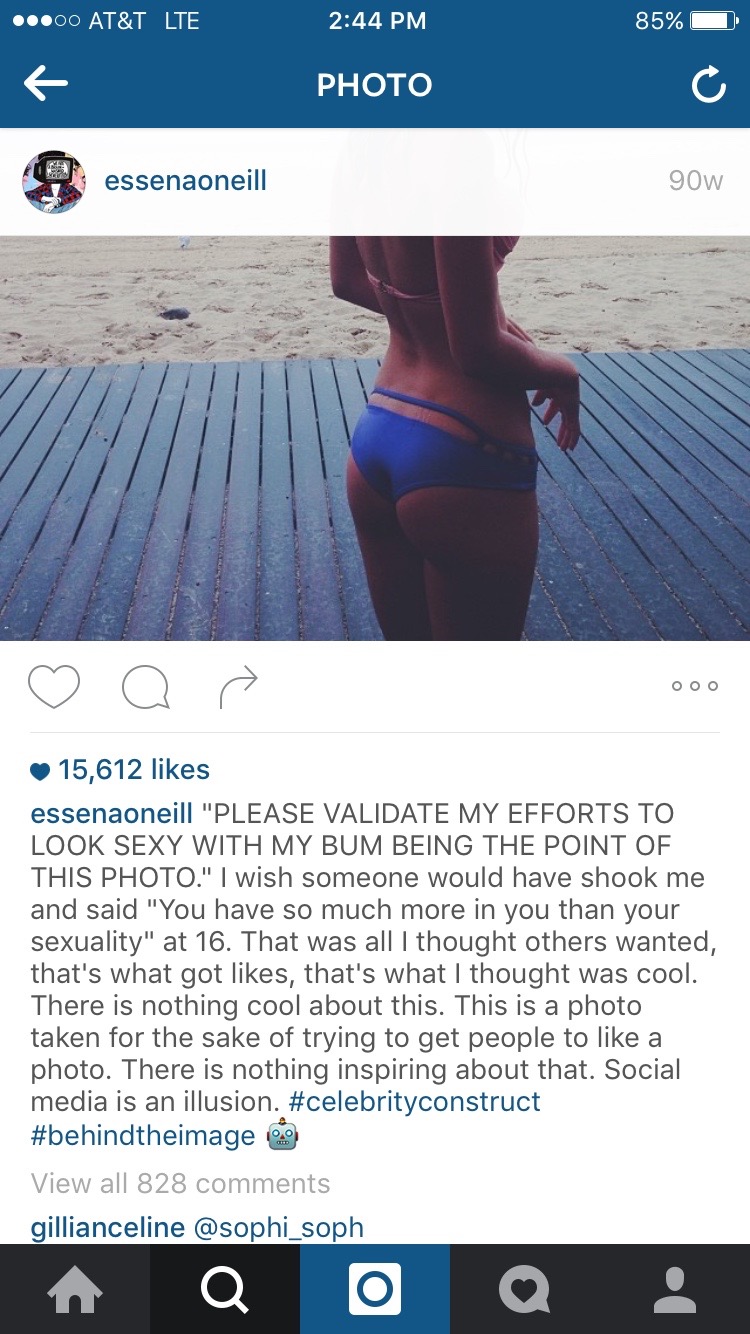 AT&T LTE 2:44 PM 85%
PHOTO
essenaoneill 90w
15,612 likes
essenaoneill "PLEASE VALIDATE MY EFFORTS TO
LOOK SEXY WITH MY BUM BEING THE POINT OF
THIS PHOTO." I wish someone would have shook me
and said "You have so much more in you than your
sexuality" at 16. That was all I thought others wanted,
that's what got likes, that's what I thought was cool.
There is nothing cool about this. This is a photo
taken for the sake of trying to get people to like a
photo. There is nothing inspiring about that. Social
media is an illusion. #celebrityconstruct
#behindtheimage 🤖
View all 828 comments
gillianceline @sophi_soph